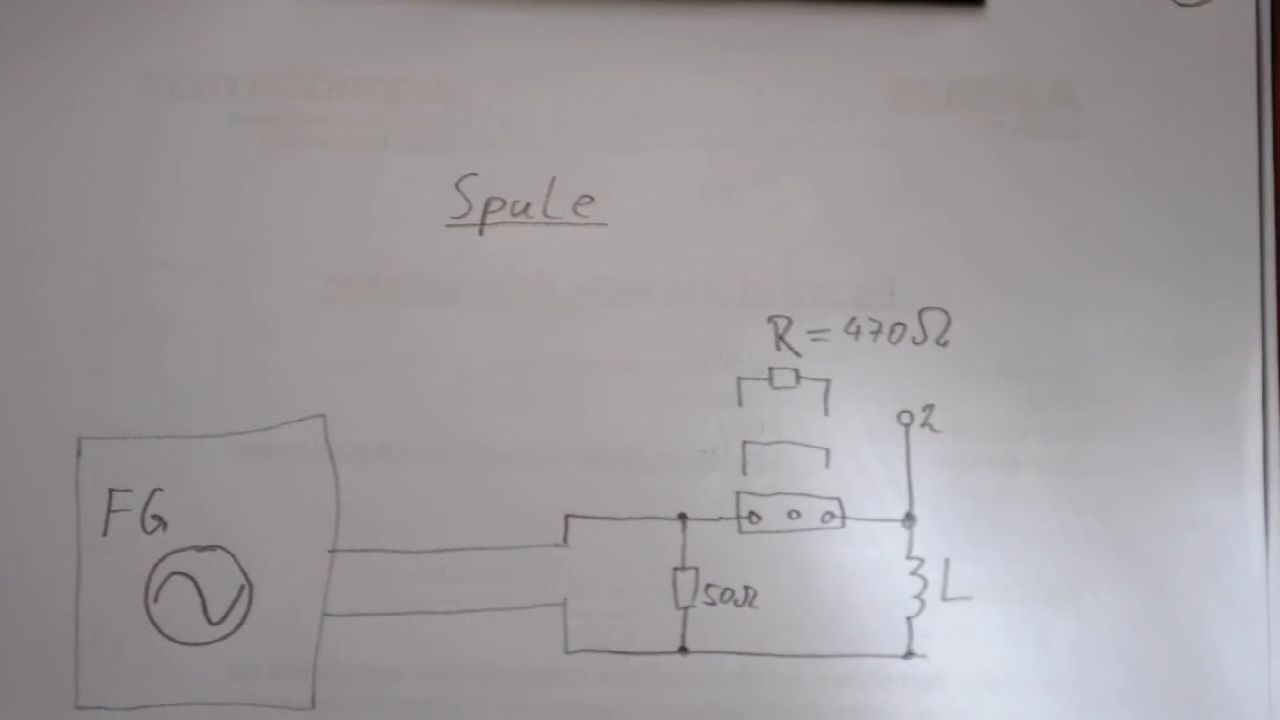 Spule
R = 470Ω
2
FG
50Ω
L